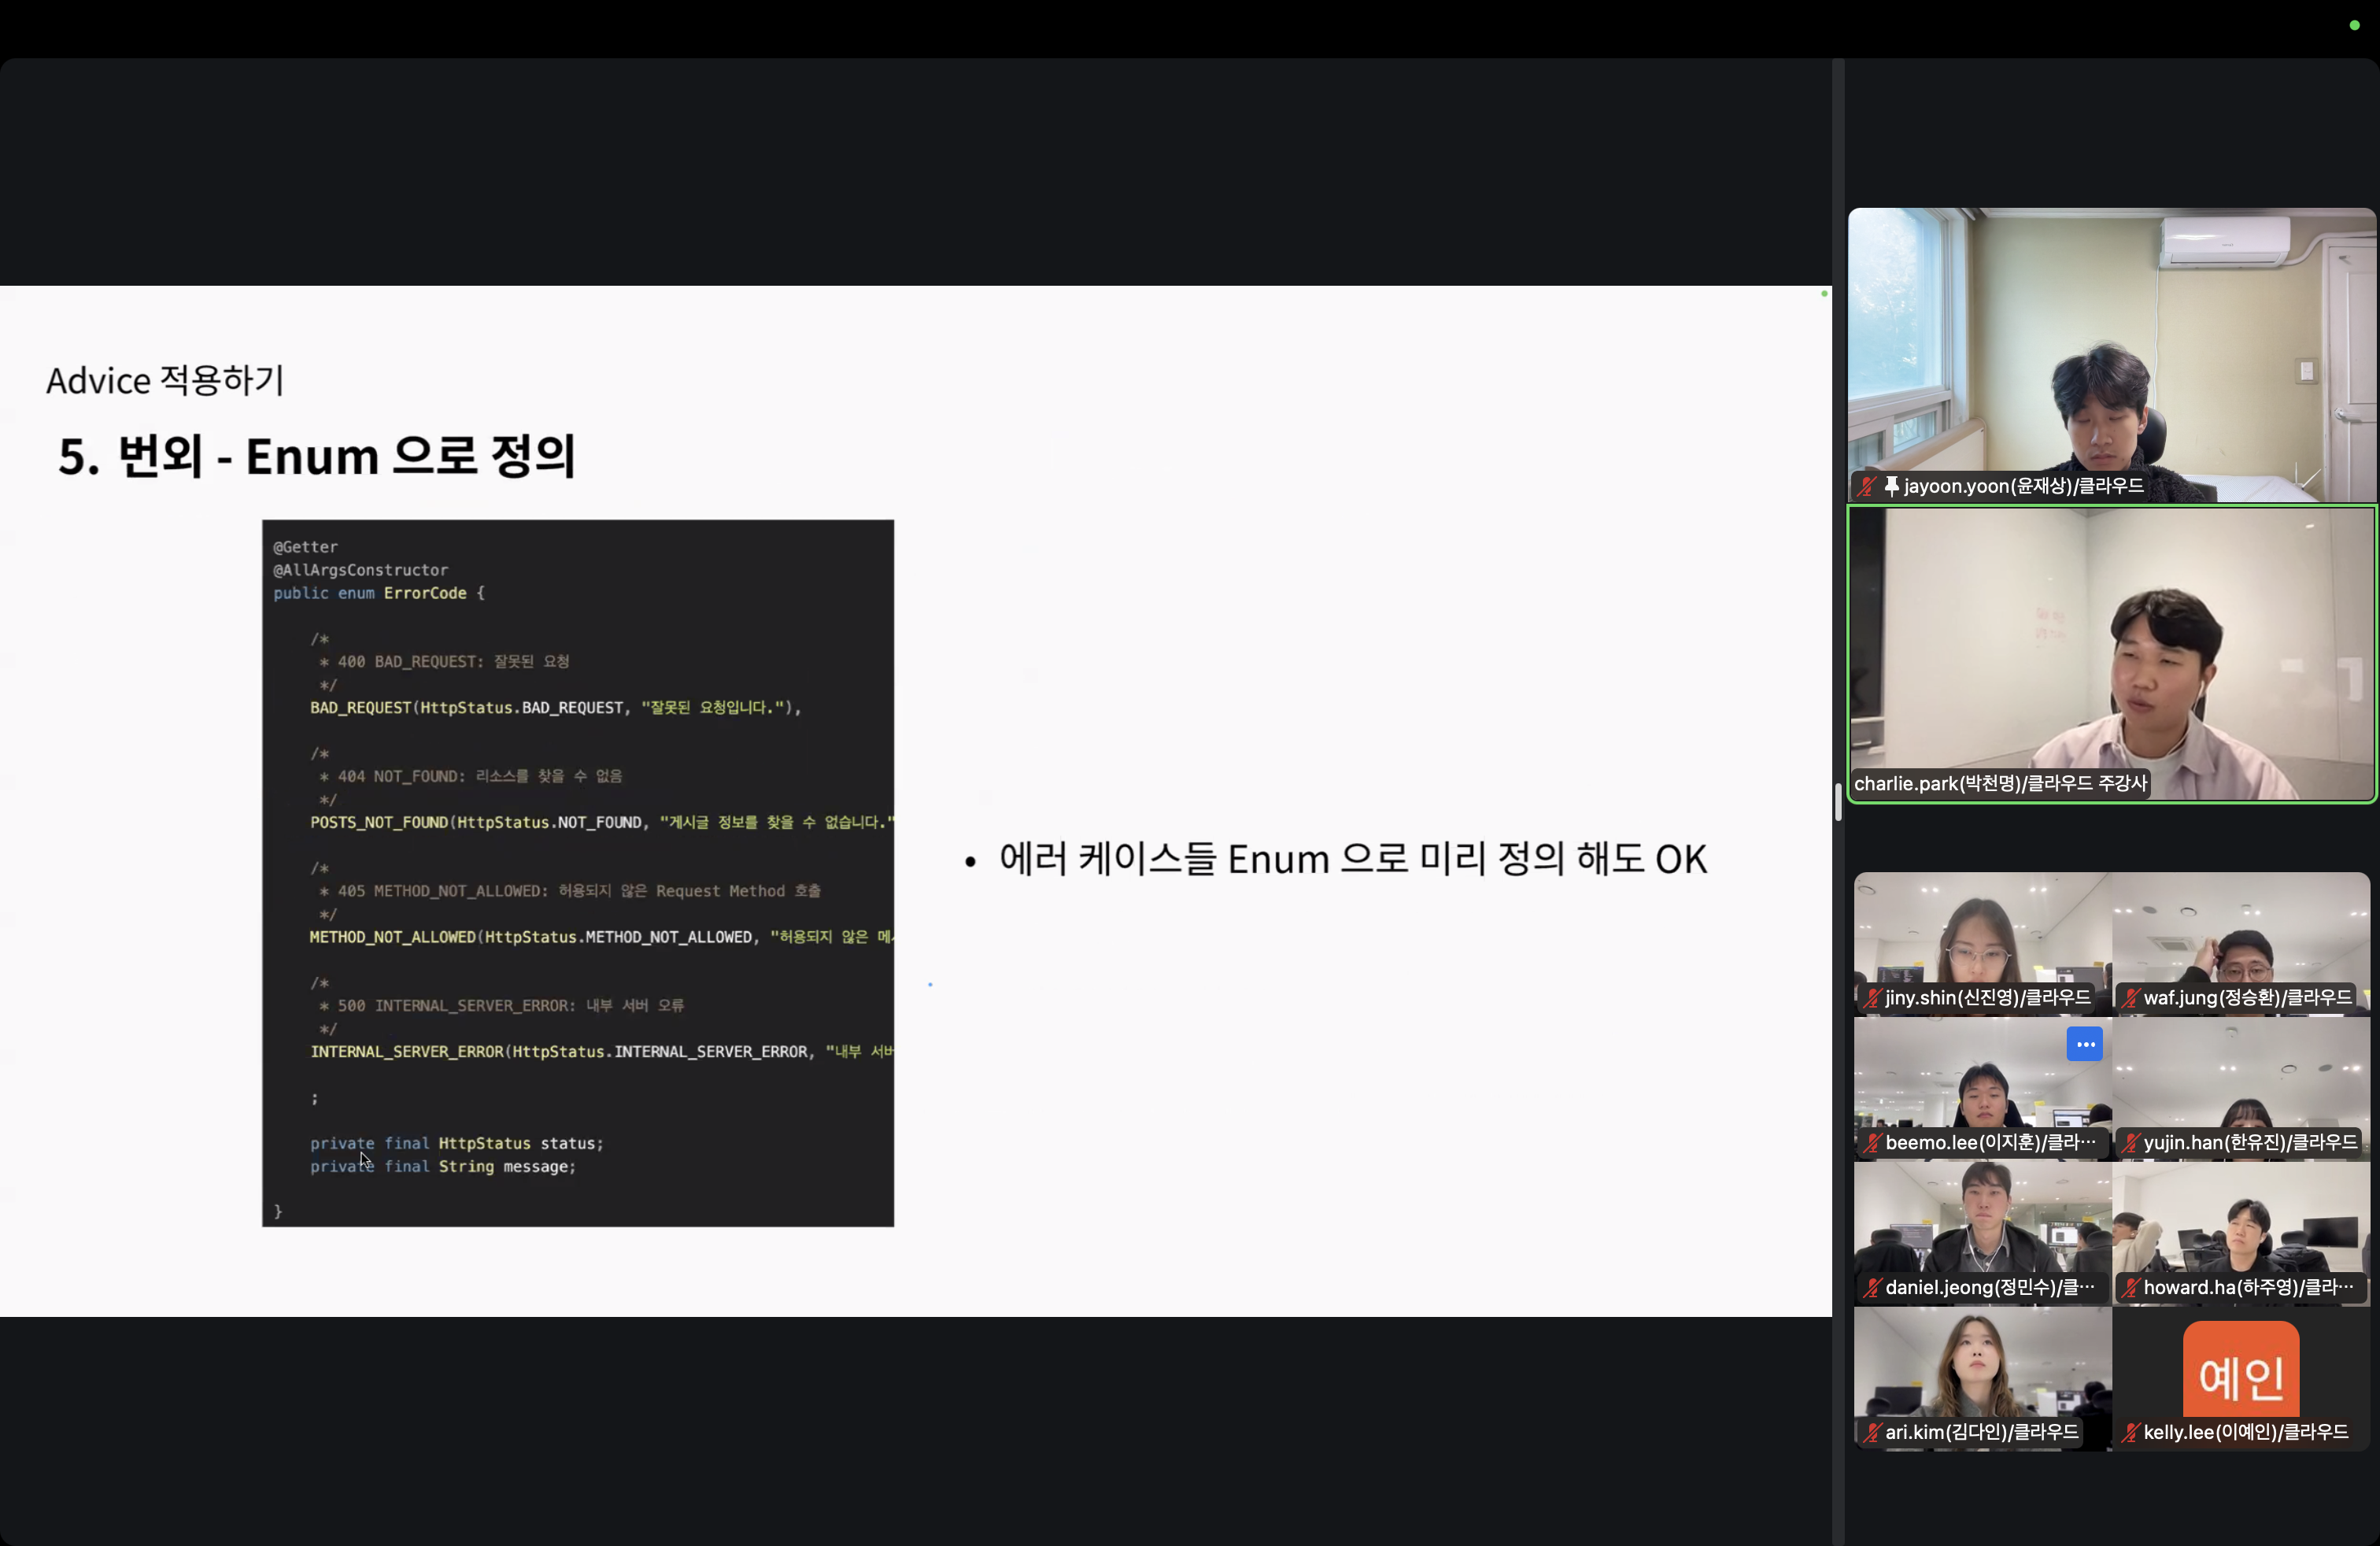 Advice 적용하기
5. 번외 - Enum 으로 정의
@Getter
@AllArgsConstructor
public enum ErrorCode {
/*
* 400 BAD_REQUEST: 잘못된 요청
*/
BAD_REQUEST(HttpStatus.BAD_REQUEST, "잘못된 요청입니다."),
/*
* 404 NOT_FOUND: 리소스를 찾을 수 없음
*/
POSTS_NOT_FOUND(HttpStatus.NOT_FOUND, "게시글 정보를 찾을 수 없습니다."
/*
* 405 METHOD_NOT_ALLOWED: 허용되지 않은 Request Method 호출
*/
METHOD_NOT_ALLOWED(HttpStatus.METHOD_NOT_ALLOWED, "허용되지 않은
/*
* 500 INTERNAL_SERVER_ERROR: 내부 서버 오류
*/
INTERNAL_SERVER_ERROR(HttpStatus.INTERNAL_SERVER_ERROR, "내부
;
private final HttpStatus status;
private final String message;
}
• 에러 케이스들 Enum 으로 미리 정의 해도 OK
jayoon.yoon(윤재상)/클라우드
charlie.park(박천명)/클라우드 주강사
jiny.shin(신진영)/클라우드
waf.jung(정승환)/클라우드
beemo.lee(이지훈)/클라…
yujin.han(한유진)/클라우드
daniel.jeong(정민수)/클…
howard.ha(하주영)/클라…
ari.kim(김다인)/클라우드
예인
kelly.lee(이예인)/클라우드